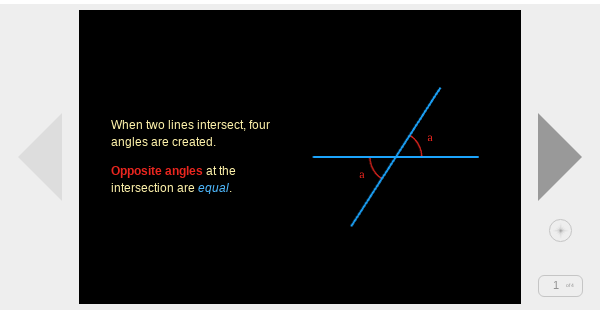 When two lines intersect, four
angles are created.
Opposite angles at the
intersection are equal.
a
a
1